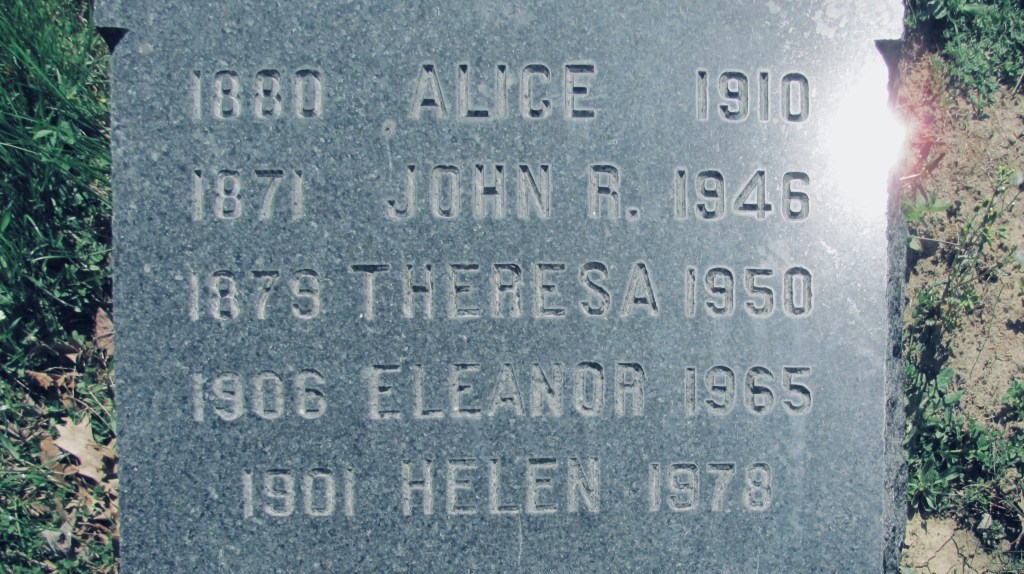 1880 ALICE 1910
1871 JOHN R. 1946
1879 THERESA 1950
1906 ELEANOR 1965
1901 HELEN 1978